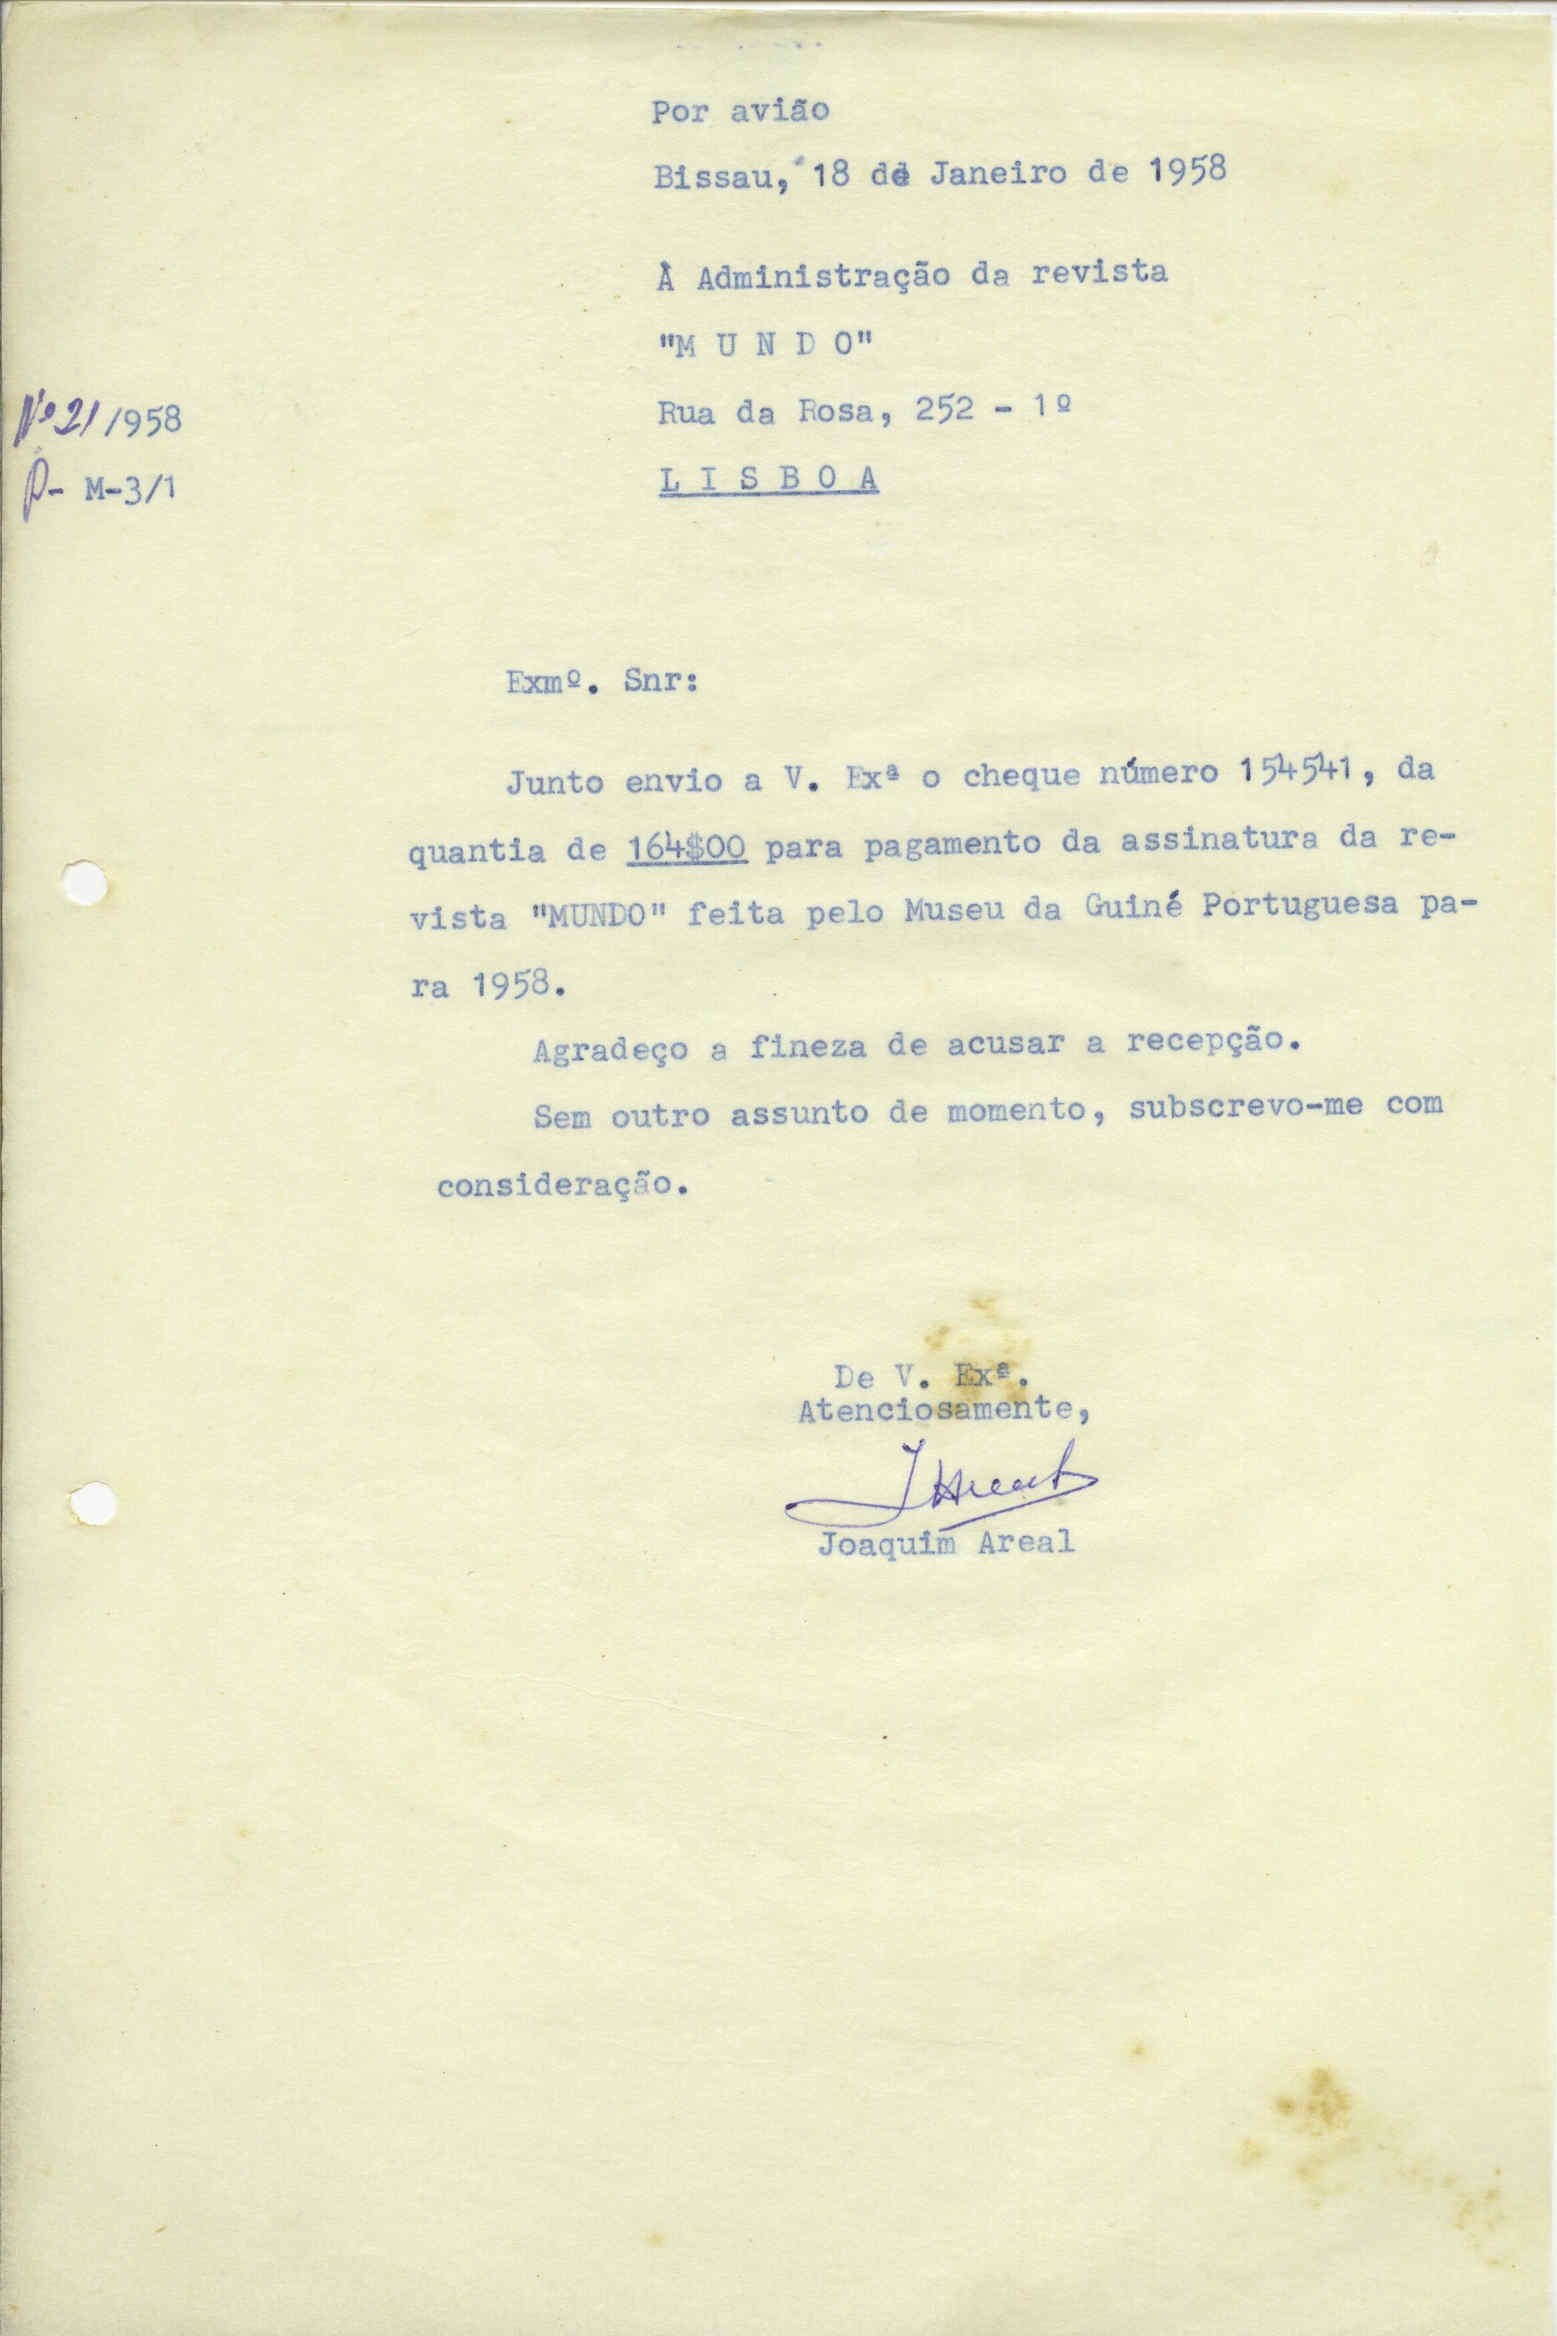 Por avião
Bissau, 18 de Janeiro de 1958
À Administração da revista
"M U N D O"
Rua da Rosa, 252 - 1º
Nº 21/958
L I S B O A
P- M-3/1
Exmº. Snr:
Junto envio a V. Exª o cheque número 154541, da
quantia de 164$00 para pagamento da assinatura da re-
vista "MUNDO" feita pelo Museu da Guiné Portuguesa pa-
ra 1958.
Agradeço a fineza de acusar a recepção.
Sem outro assunto de momento, subscrevo-me com
consideração.
De V. Exª.
Atenciosamente,
JAreal
Joaquim Areal